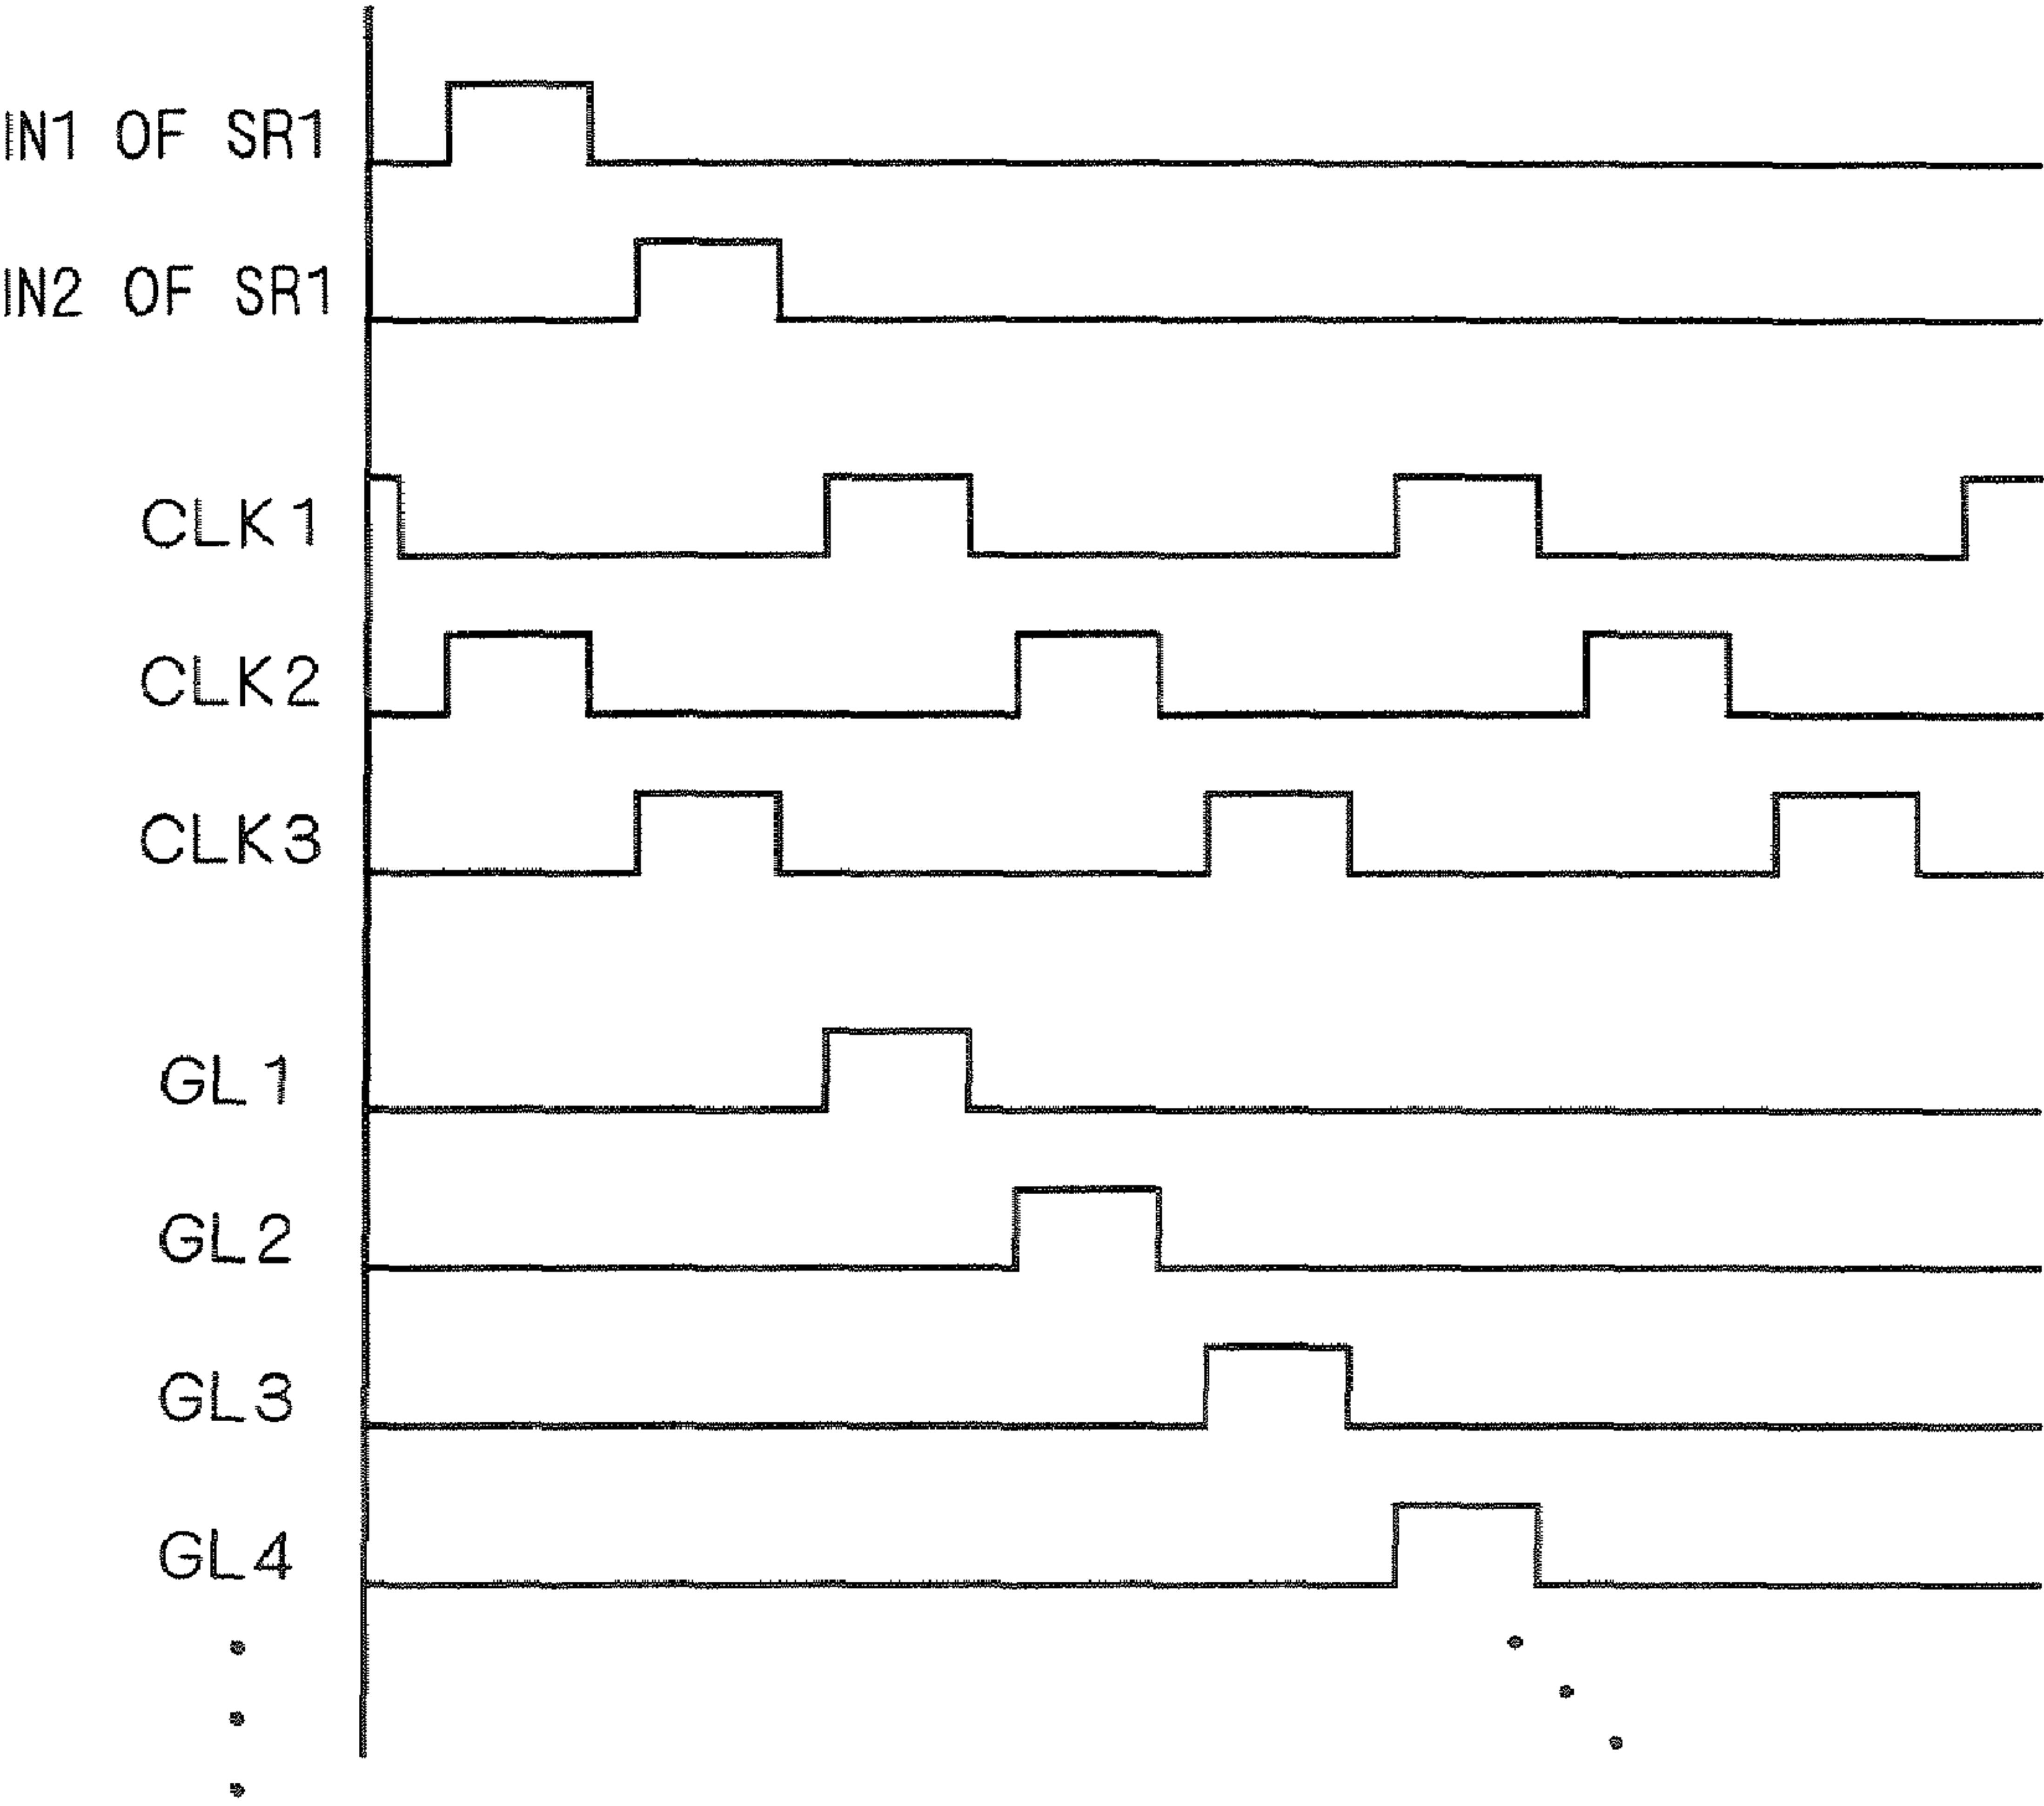 IN1 OF SR1
IN2 OF SR1
CLK1
CLK2
CLK3
GL1
GL2
GL3
GL4